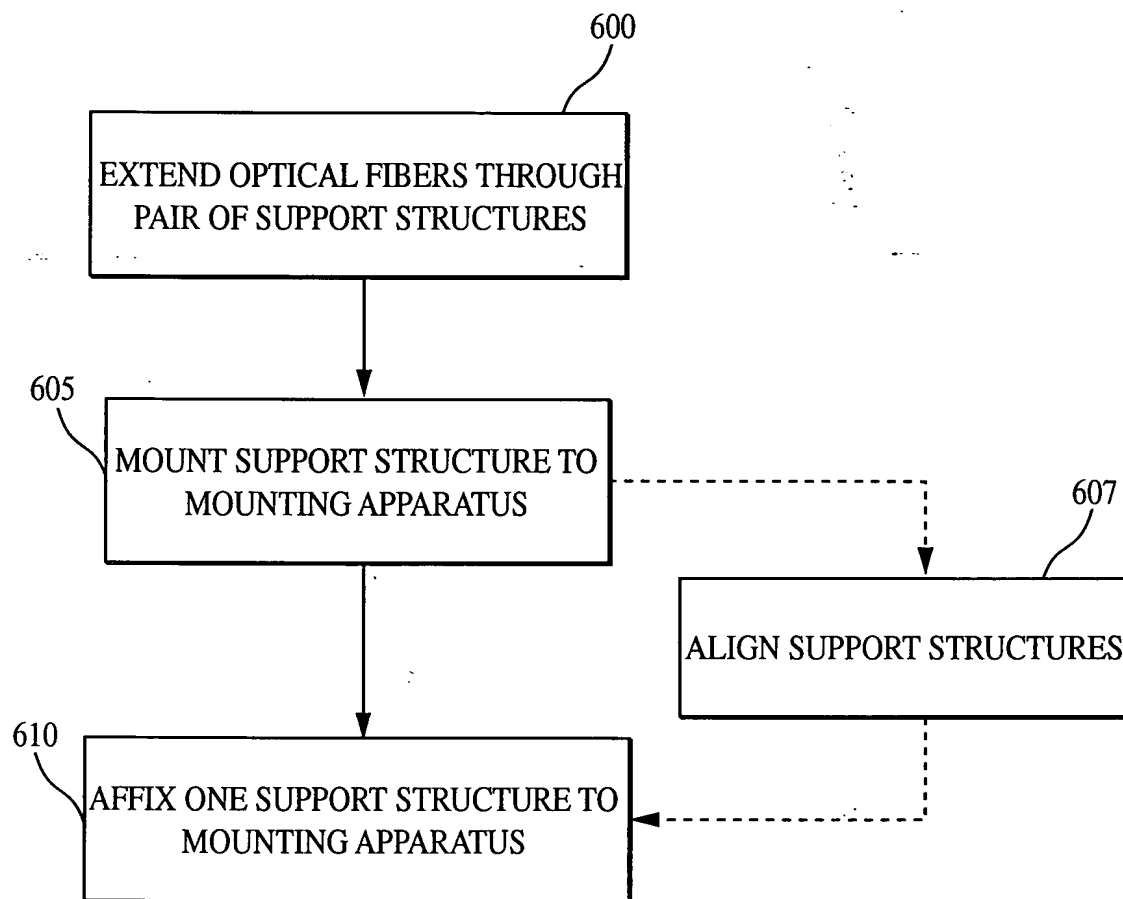 600
EXTEND OPTICAL FIBERS THROUGH
PAIR OF SUPPORT STRUCTURES
605
MOUNT SUPPORT STRUCTURE TO
MOUNTING APPARATUS
607
ALIGN SUPPORT STRUCTURES
610
AFFIX ONE SUPPORT STRUCTURE TO
MOUNTING APPARATUS